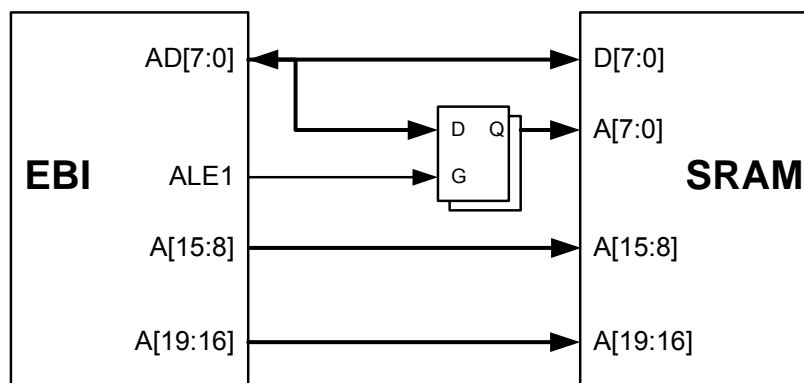 AD[7:0] D[7:0]
D Q A[7:0]
EBI ALE1 G SRAM
A[15:8] A[15:8]
A[19:16] A[19:16]